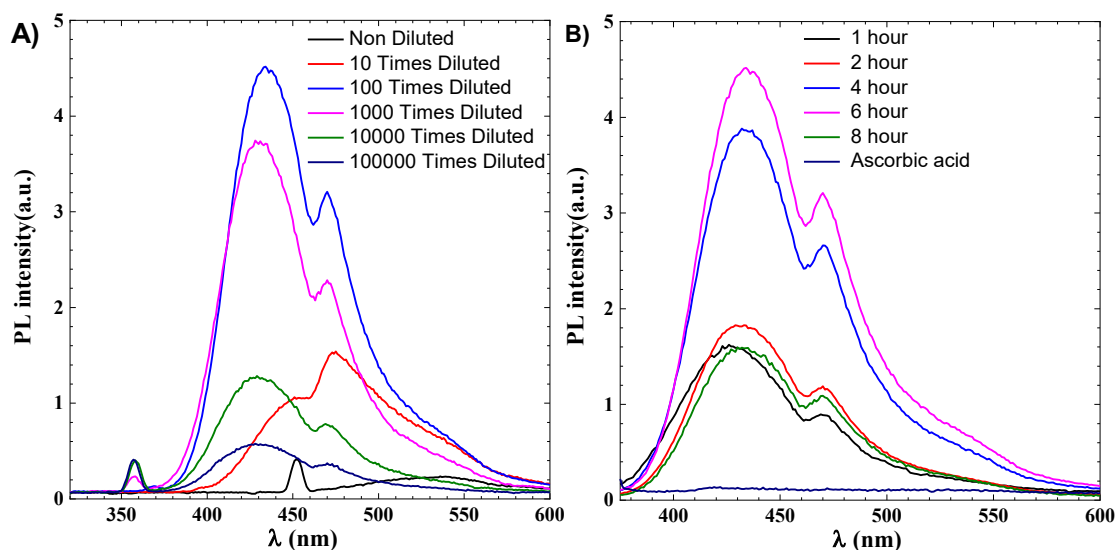 A)
Non Diluted
10 Times Diluted
100 Times Diluted
1000 Times Diluted
10000 Times Diluted
100000 Times Diluted
PL intensity(a.u.)
5
4
3
2
1
0
350 400 450 500 550 600
λ (nm)
B)
1 hour
2 hour
4 hour
6 hour
8 hour
Ascorbic acid
PL intensity(a.u.)
5
4
3
2
1
0
400 450 500 550 600
λ (nm)